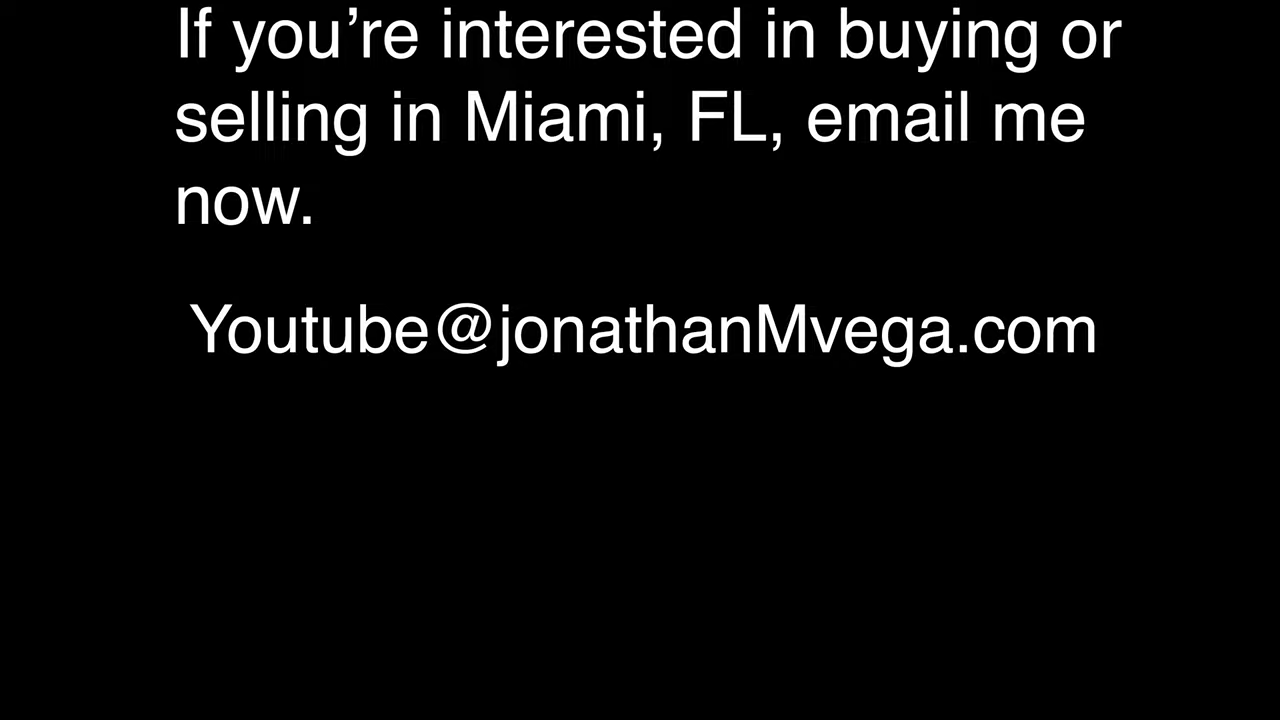 If you’re interested in buying or
selling in Miami, FL, email me
now.
Youtube@jonathanMvega.com